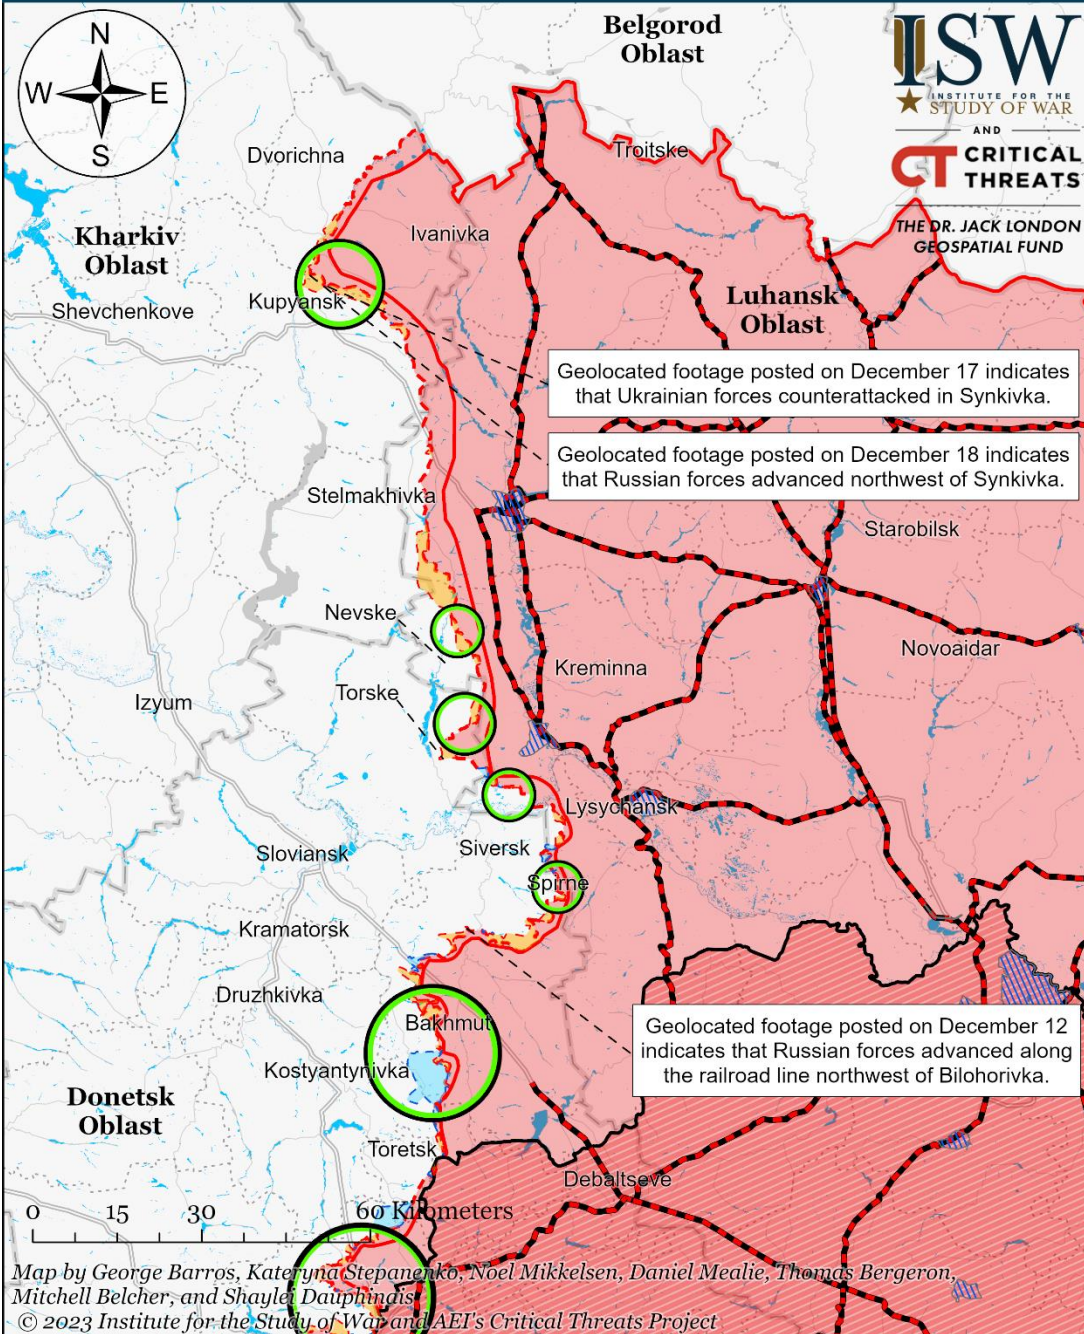 N
W
E
S
Belgorod
Oblast
ISW
INSTITUTE FOR THE
STUDY OF WAR
AND
CT CRITICAL
THREATS
THE DR. JACK LONDON
GEOSPATIAL FUND
Dvorichna
Troitske
Kharkiv
Oblast
Ivanivka
Shevchenkove
Kupyansk
Luhansk
Oblast
Geolocated footage posted on December 17 indicates
that Ukrainian forces counterattacked in Synkivka.
Geolocated footage posted on December 18 indicates
that Russian forces advanced northwest of Synkivka.
Stelmakhivka
Starobilsk
Nevske
Novoaidar
Kreminna
Torske
Izyum
Lysychansk
Siversk
Sloviansk
Spirne
Kramatorsk
Druzhkivka
Bakhmut
Geolocated footage posted on December 12
indicates that Russian forces advanced along
the railroad line northwest of Bilohorivka.
Kostyantynivka
Donetsk
Oblast
Toretsk
Debaltseve
0 15 30 60 Kilometers
Map by George Barros, Kateryna Stepanenko, Noel Mikkelsen, Daniel Mealie, Thomas Bergeron,
Mitchell Belcher, and Shaylei Dauphinais
© 2023 Institute for the Study of War and AEI's Critical Threats Project